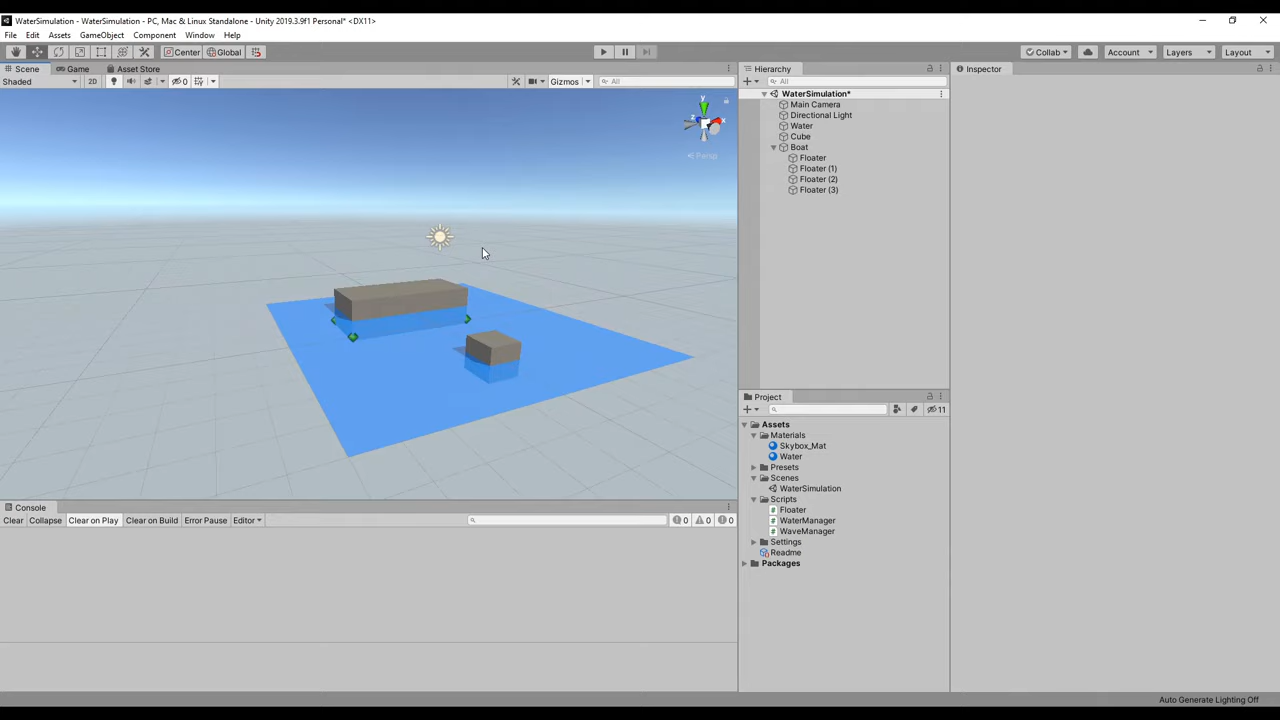 WaterSimulation - WaterSimulation - PC, Mac & Linux Standalone - Unity 2019.3.9f1 Personal* <DX11>
File Edit Assets GameObject Component Window Help
Center Global Collab Account Layers Layout
Scene Game Asset Store
Shaded 2D 0 Gizmos All
y
x
z
Persp
Hierarchy
All
WaterSimulation*
Main Camera
Directional Light
Water
Cube
Boat
Floater
Floater (1)
Floater (2)
Floater (3)
Inspector
Project
11
Assets
Materials
Skybox_Mat
Water
Presets
Scenes
WaterSimulation
Scripts
# Floater
# WaterManager
# WaveManager
Settings
Readme
Packages
Console
Clear Collapse Clear on Play Clear on Build Error Pause Editor 0 0 0
Auto Generate Lighting Off